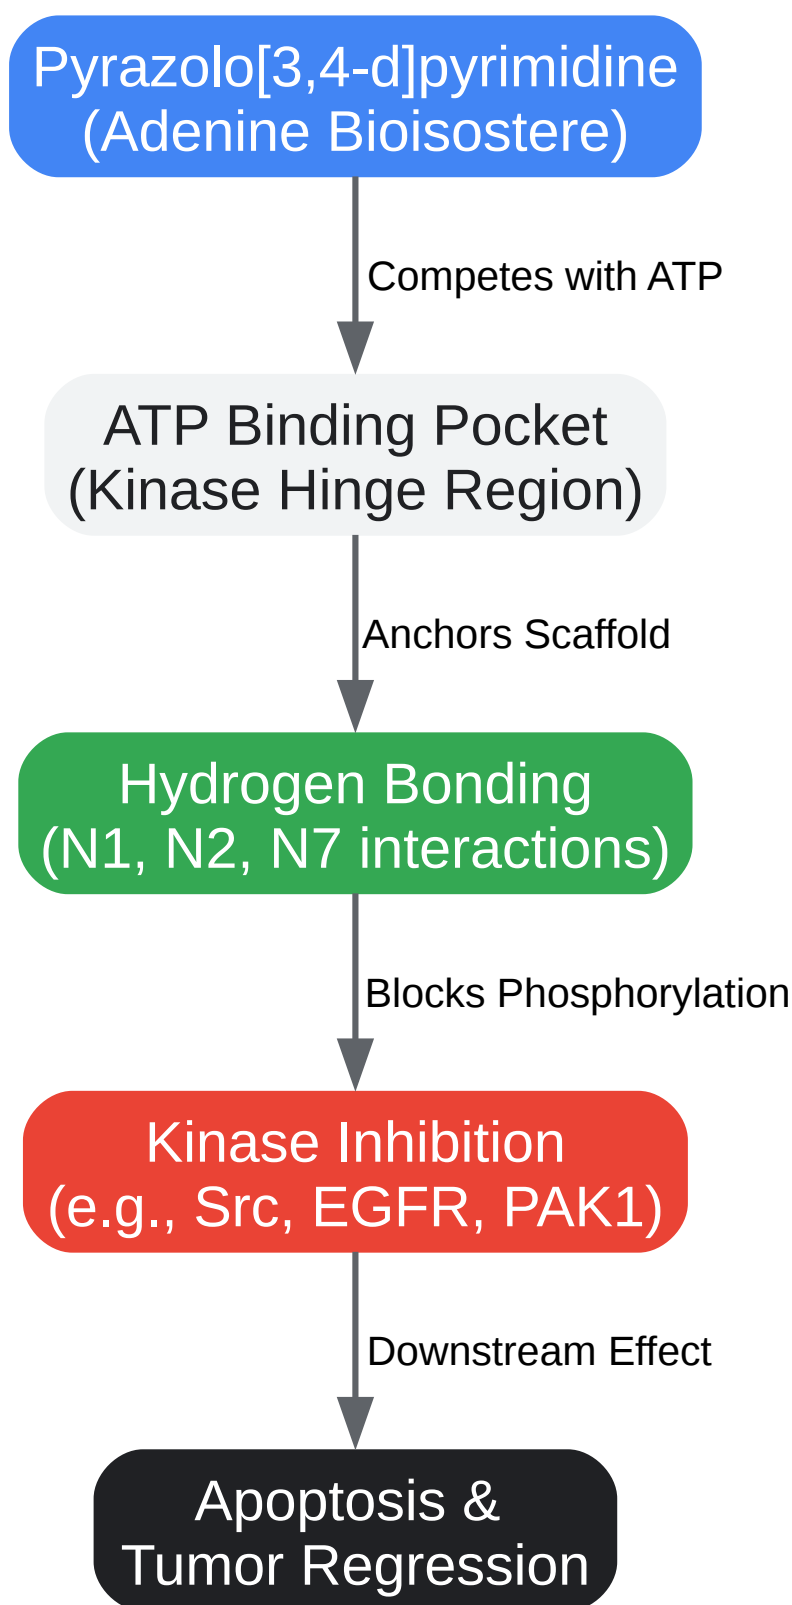 Pyrazolo[3,4-d]pyrimidine
(Adenine Bioisostere)
Competes with ATP
ATP Binding Pocket
(Kinase Hinge Region)
Anchors Scaffold
Hydrogen Bonding
(N1, N2, N7 interactions)
Blocks Phosphorylation
Kinase Inhibition
(e.g., Src, EGFR, PAK1)
Downstream Effect
Apoptosis &
Tumor Regression